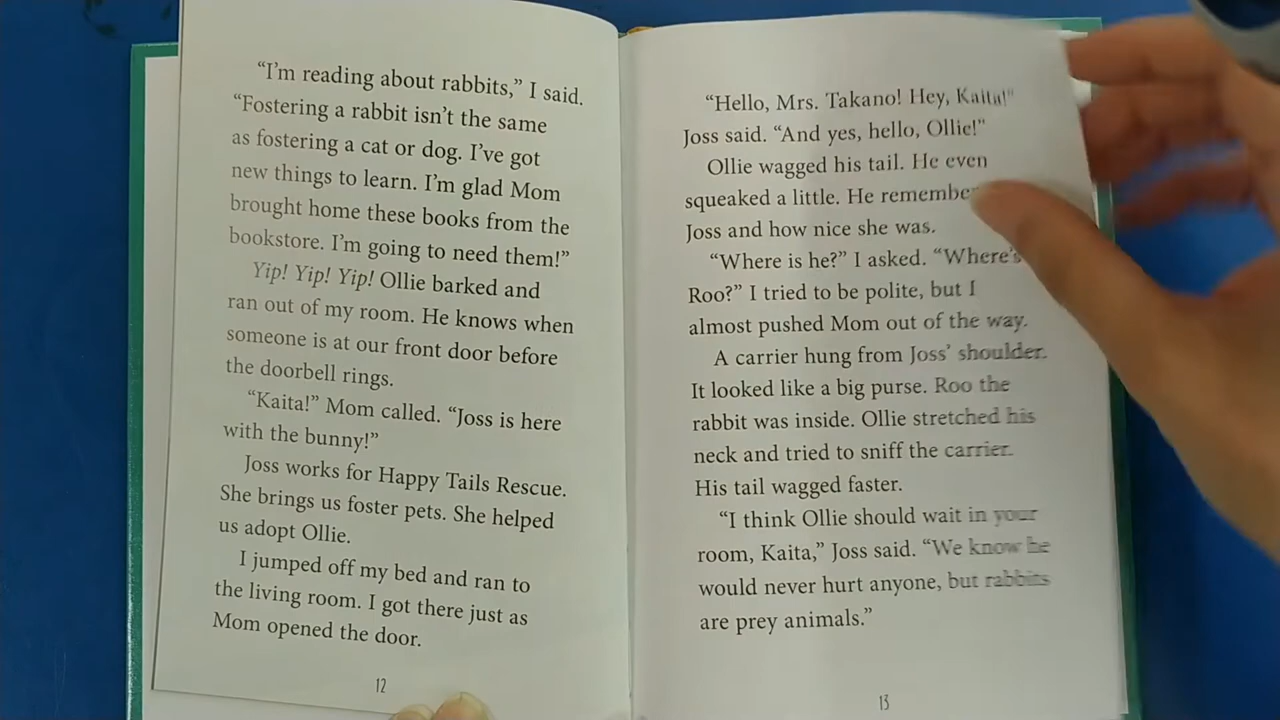 “I’m reading about rabbits,” I said.
“Fostering a rabbit isn’t the same
as fostering a cat or dog. I’ve got
new things to learn. I’m glad Mom
brought home these books from the
bookstore. I’m going to need them!”
Yip! Yip! Yip! Ollie barked and
ran out of my room. He knows when
someone is at our front door before
the doorbell rings.
“Kaita!” Mom called. “Joss is here
with the bunny!”
Joss works for Happy Tails Rescue.
She brings us foster pets. She helped
us adopt Ollie.
I jumped off my bed and ran to
the living room. I got there just as
Mom opened the door.
12
“Hello, Mrs. Takano! Hey, Kaita!”
Joss said. “And yes, hello, Ollie!”
Ollie wagged his tail. He even
squeaked a little. He
Joss and how nice she was.
“Where is he?” I asked. “Where’s
Roo?” I tried to be polite, but I
almost pushed Mom out of the way.
A carrier hung from Joss’ shoulder.
It looked like a big purse. Roo the
rabbit was inside. Ollie stretched his
neck and tried to sniff the carrier.
His tail wagged faster.
“I think Ollie should wait in your
room, Kaita,” Joss said. “We know he
would never hurt anyone, but rabbits
are prey animals.”
13